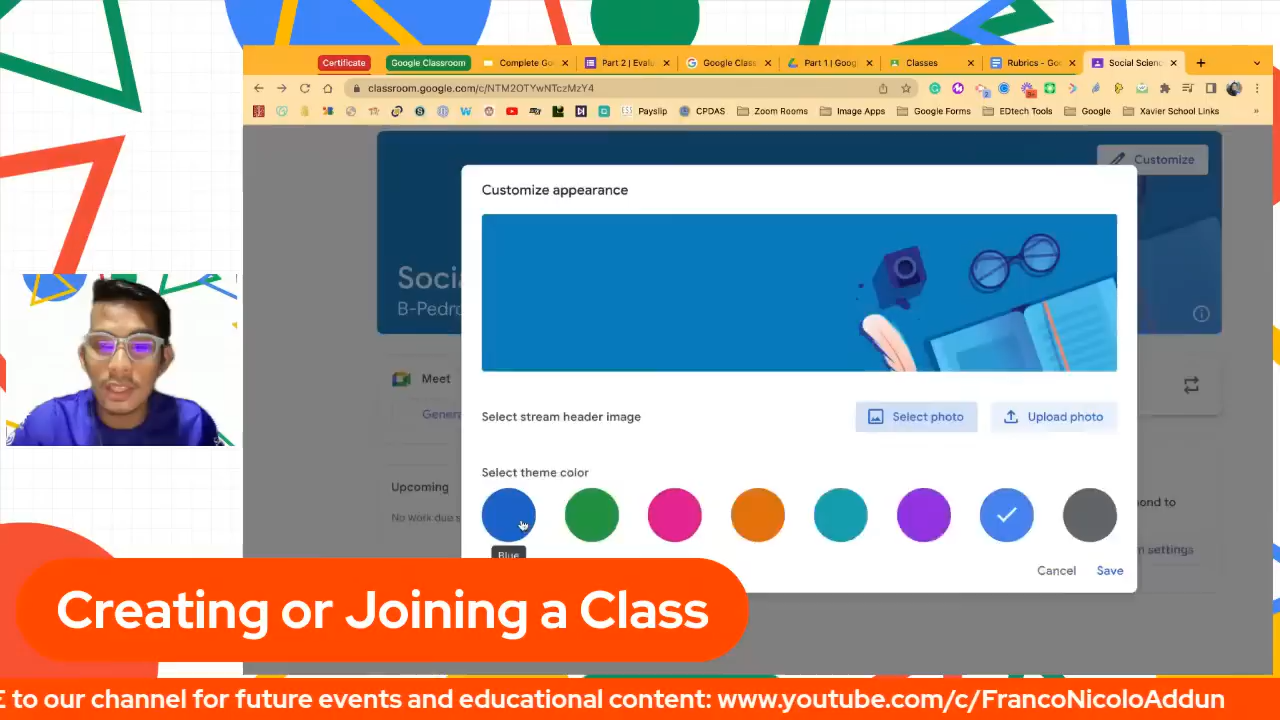 Certificate
Google Classroom
Complete Go
Part 2 | Evalu
Google Class
Part 1 | Goog
Classes
Rubrics - Go
Social Scienc
classroom.google.com/c/NTM2OTYwNTczMzY4
Payslip
CPDAS
Zoom Rooms
Image Apps
Google Forms
EDtech Tools
Google
Xavier School Links
Customize
Customize appearance
Soci
B-Pedro
Meet
Genera
Select stream header image
Select photo
Upload photo
Select theme color
Upcoming
No work due s
ond to
m settings
Blue
Cancel
Save
Creating or Joining a Class
E to our channel for future events and educational content: www.youtube.com/c/FrancoNicoloAddun